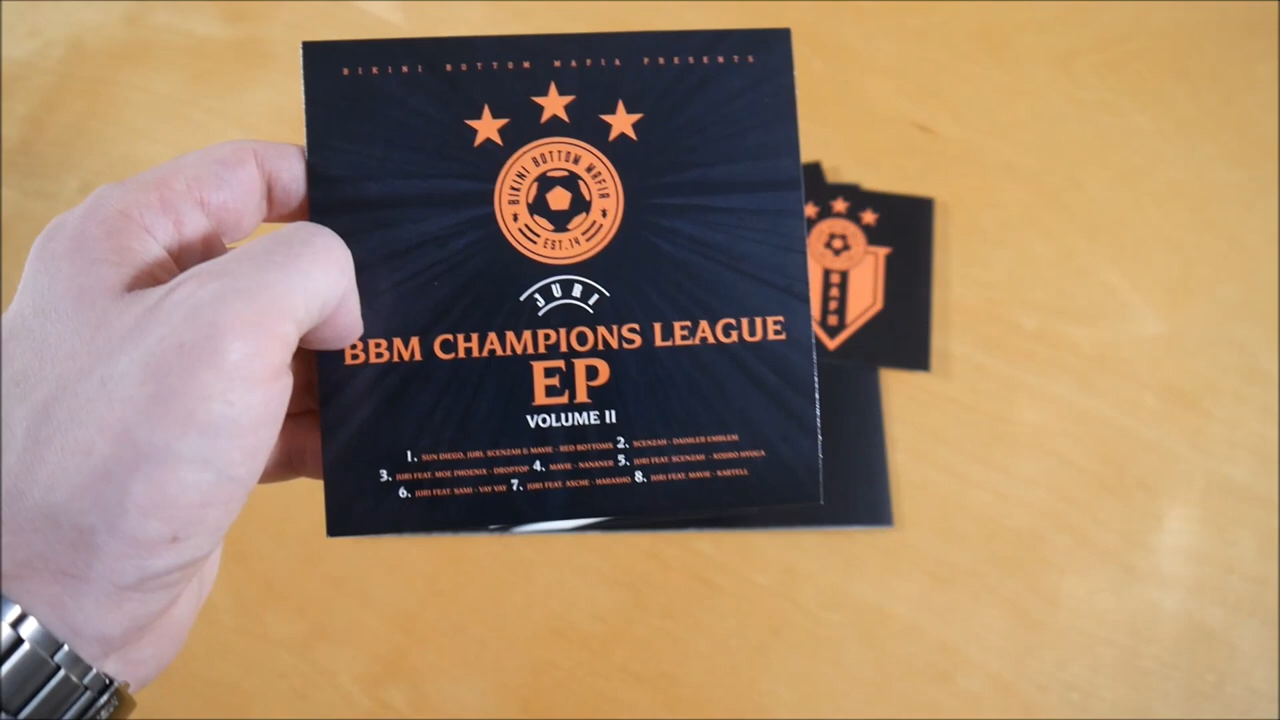 BIKINI BOTTOM MAFIA PRESENTS
BIKINI BOTTOM MAFIA
EST. 14
JURI
BBM CHAMPIONS LEAGUE
EP
VOLUME II
1. SUN DIEGO, JURI, SCENZAH & MAVIE - RED BOTTOMS 2. SCENZAH - DAIMLER EMBLEM
3. JURI FEAT. MOE PHOENIX - DROPTOP 4. MAVIE - NANANER 5. JURI FEAT. SCENZAH - KOJIRO HYUGA
6. JURI FEAT. SAMI - VAY VAY 7. JURI FEAT. ASCHE - HARASHO 8. JURI FEAT. MAVIE - KARTELL